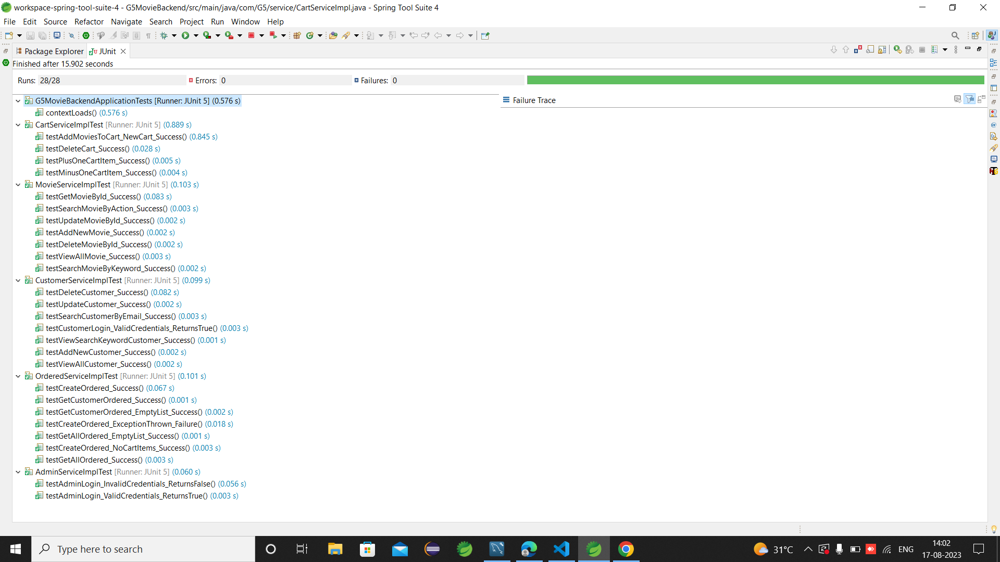 workspace-spring-tool-suite-4 - G5MovieBackend/src/main/java/com/G5/service/CartServiceImpl.java - Spring Tool Suite 4
File Edit Source Refactor Navigate Search Project Run Window Help
Package Explorer JUnit
Finished after 15.902 seconds
Runs: 28/28 Errors: 0 Failures: 0
G5MovieBackendApplicationTests [Runner: JUnit 5] (0.576 s)
Failure Trace
contextLoads() (0.576 s)
CartServiceImplTest [Runner: JUnit 5] (0.889 s)
testAddMoviesToCart_NewCart_Success() (0.845 s)
testDeleteCart_Success() (0.028 s)
testPlusOneCartItem_Success() (0.005 s)
testMinusOneCartItem_Success() (0.004 s)
MovieServiceImplTest [Runner: JUnit 5] (0.103 s)
testGetMovieById_Success() (0.083 s)
testSearchMovieByAction_Success() (0.003 s)
testUpdateMovieById_Success() (0.002 s)
testAddNewMovie_Success() (0.002 s)
testDeleteMovieById_Success() (0.002 s)
testViewAllMovie_Success() (0.003 s)
testSearchMovieByKeyword_Success() (0.002 s)
CustomerServiceImplTest [Runner: JUnit 5] (0.099 s)
testDeleteCustomer_Success() (0.082 s)
testUpdateCustomer_Success() (0.002 s)
testSearchCustomerByEmail_Success() (0.003 s)
testCustomerLogin_ValidCredentials_ReturnsTrue() (0.003 s)
testViewSearchKeywordCustomer_Success() (0.001 s)
testAddNewCustomer_Success() (0.002 s)
testViewAllCustomer_Success() (0.002 s)
OrderedServiceImplTest [Runner: JUnit 5] (0.101 s)
testCreateOrdered_Success() (0.067 s)
testGetCustomerOrdered_Success() (0.001 s)
testGetCustomerOrdered_EmptyList_Success() (0.002 s)
testCreateOrdered_ExceptionThrown_Failure() (0.018 s)
testGetAllOrdered_EmptyList_Success() (0.001 s)
testCreateOrdered_NoCartItems_Success() (0.003 s)
testGetAllOrdered_Success() (0.003 s)
AdminServiceImplTest [Runner: JUnit 5] (0.060 s)
testAdminLogin_InvalidCredentials_ReturnsFalse() (0.056 s)
testAdminLogin_ValidCredentials_ReturnsTrue() (0.003 s)
Type here to search
31°C
ENG
14:02
17-08-2023